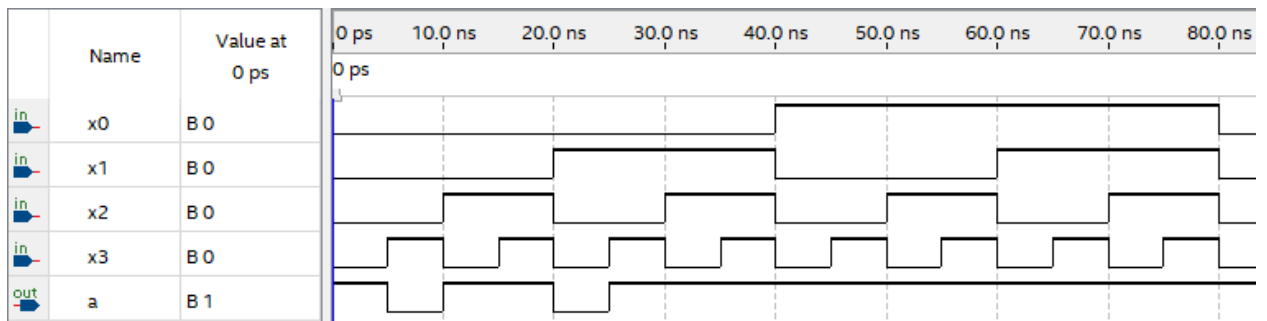 Name
Value at
0 ps
0 ps 10.0 ns 20.0 ns 30.0 ns 40.0 ns 50.0 ns 60.0 ns 70.0 ns 80.0 ns
0 ps
in x0 B 0
in x1 B 0
in x2 B 0
in x3 B 0
out a B 1